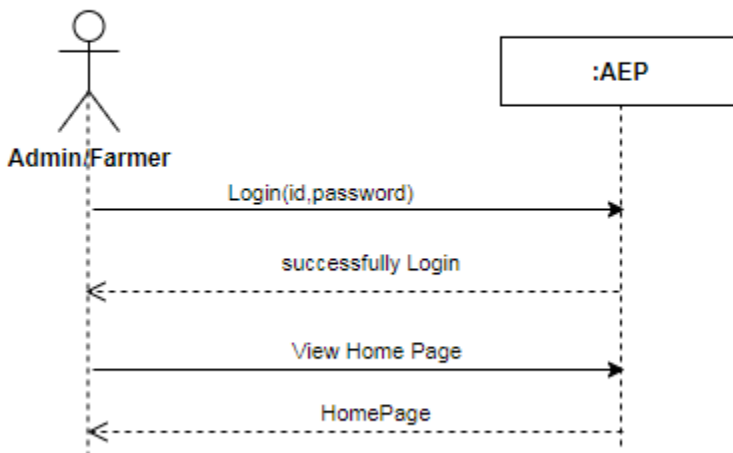 :AEP
Admin/Farmer
Login(id,password)
successfully Login
View Home Page
HomePage